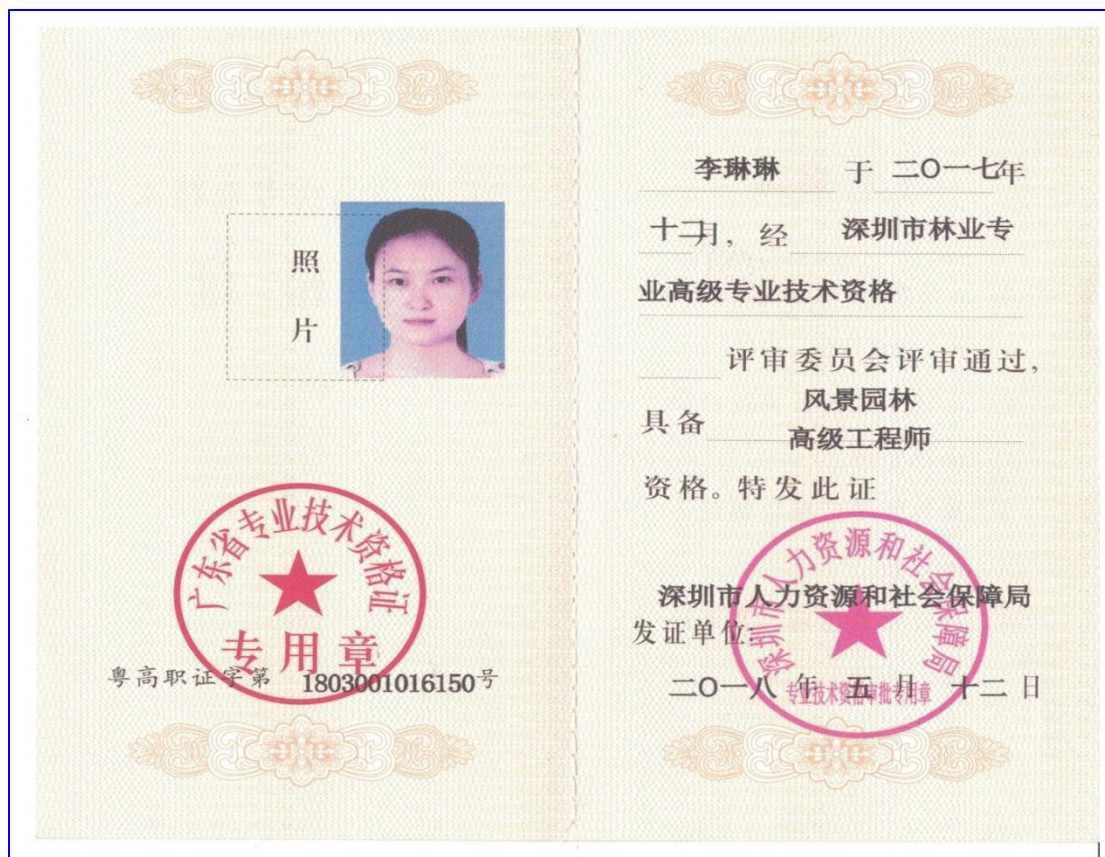 照
片
广东省专业技术资格证
专用章
粤高职证字第 1803001016150号
李琳琳 于 二〇一七年
十二月，经 深圳市林业专
业高级专业技术资格
评审委员会评审通过，
风景园林
具备
高级工程师
资格。特发此证
深圳市人力资源和社会保障局
深圳市人力资源和社会保障局
发证单位:
二〇一八 年 五 月 十二 日
专业技术资格审批专用章